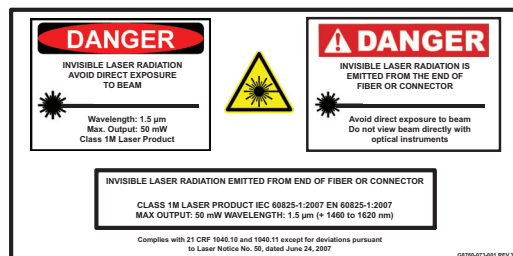 DANGER
INVISIBLE LASER RADIATION
AVOID DIRECT EXPOSURE
TO BEAM
Wavelength: 1.5 µm
Max. Output: 50 mW
Class 1M Laser Product
DANGER
INVISIBLE LASER RADIATION IS
EMITTED FROM THE END OF
FIBER OR CONNECTOR
Avoid direct exposure to beam
Do not view beam directly with
optical instruments
INVISIBLE LASER RADIATION EMITTED FROM END OF FIBER OR CONNECTOR
CLASS 1M LASER PRODUCT IEC 60825-1:2007 EN 60825-1:2007
MAX OUTPUT: 50 mW WAVELENGTH: 1.5 µm (+ 1460 to 1620 nm)
Complies with 21 CRF 1040.10 and 1040.11 except for deviations pursuant
to Laser Notice No. 50, dated June 24, 2007